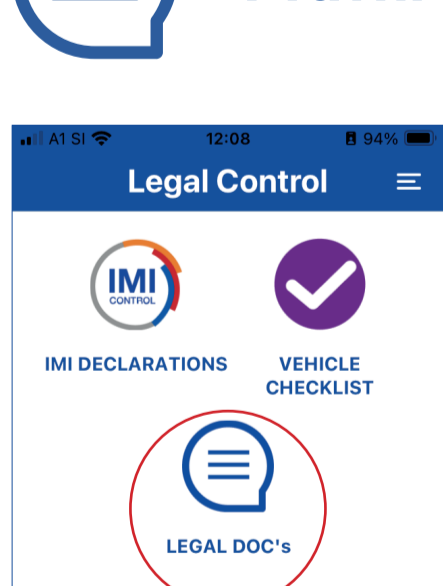 A1 SI 12:08 94%
Legal Control
IMI
CONTROL
IMI DECLARATIONS
VEHICLE
CHECKLIST
LEGAL DOC's